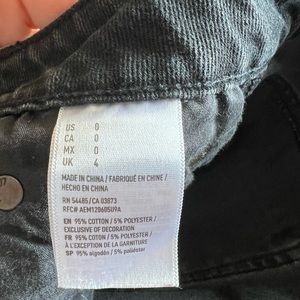 US 0
CA 0
MX 0
UK 4
MADE IN CHINA / FABRIQUÉ EN CHINE /
HECHO EN CHINA
RN 54485/CA 03873
RFC# AEM120605U9A
EN 95% COTTON / 5% POLYESTER /
EXCLUSIVE OF DECORATION
FR 95% COTON / 5% POLYESTER /
À L'EXCEPTION DE LA GARNITURE
SP 95% algodón / 5% poliéster